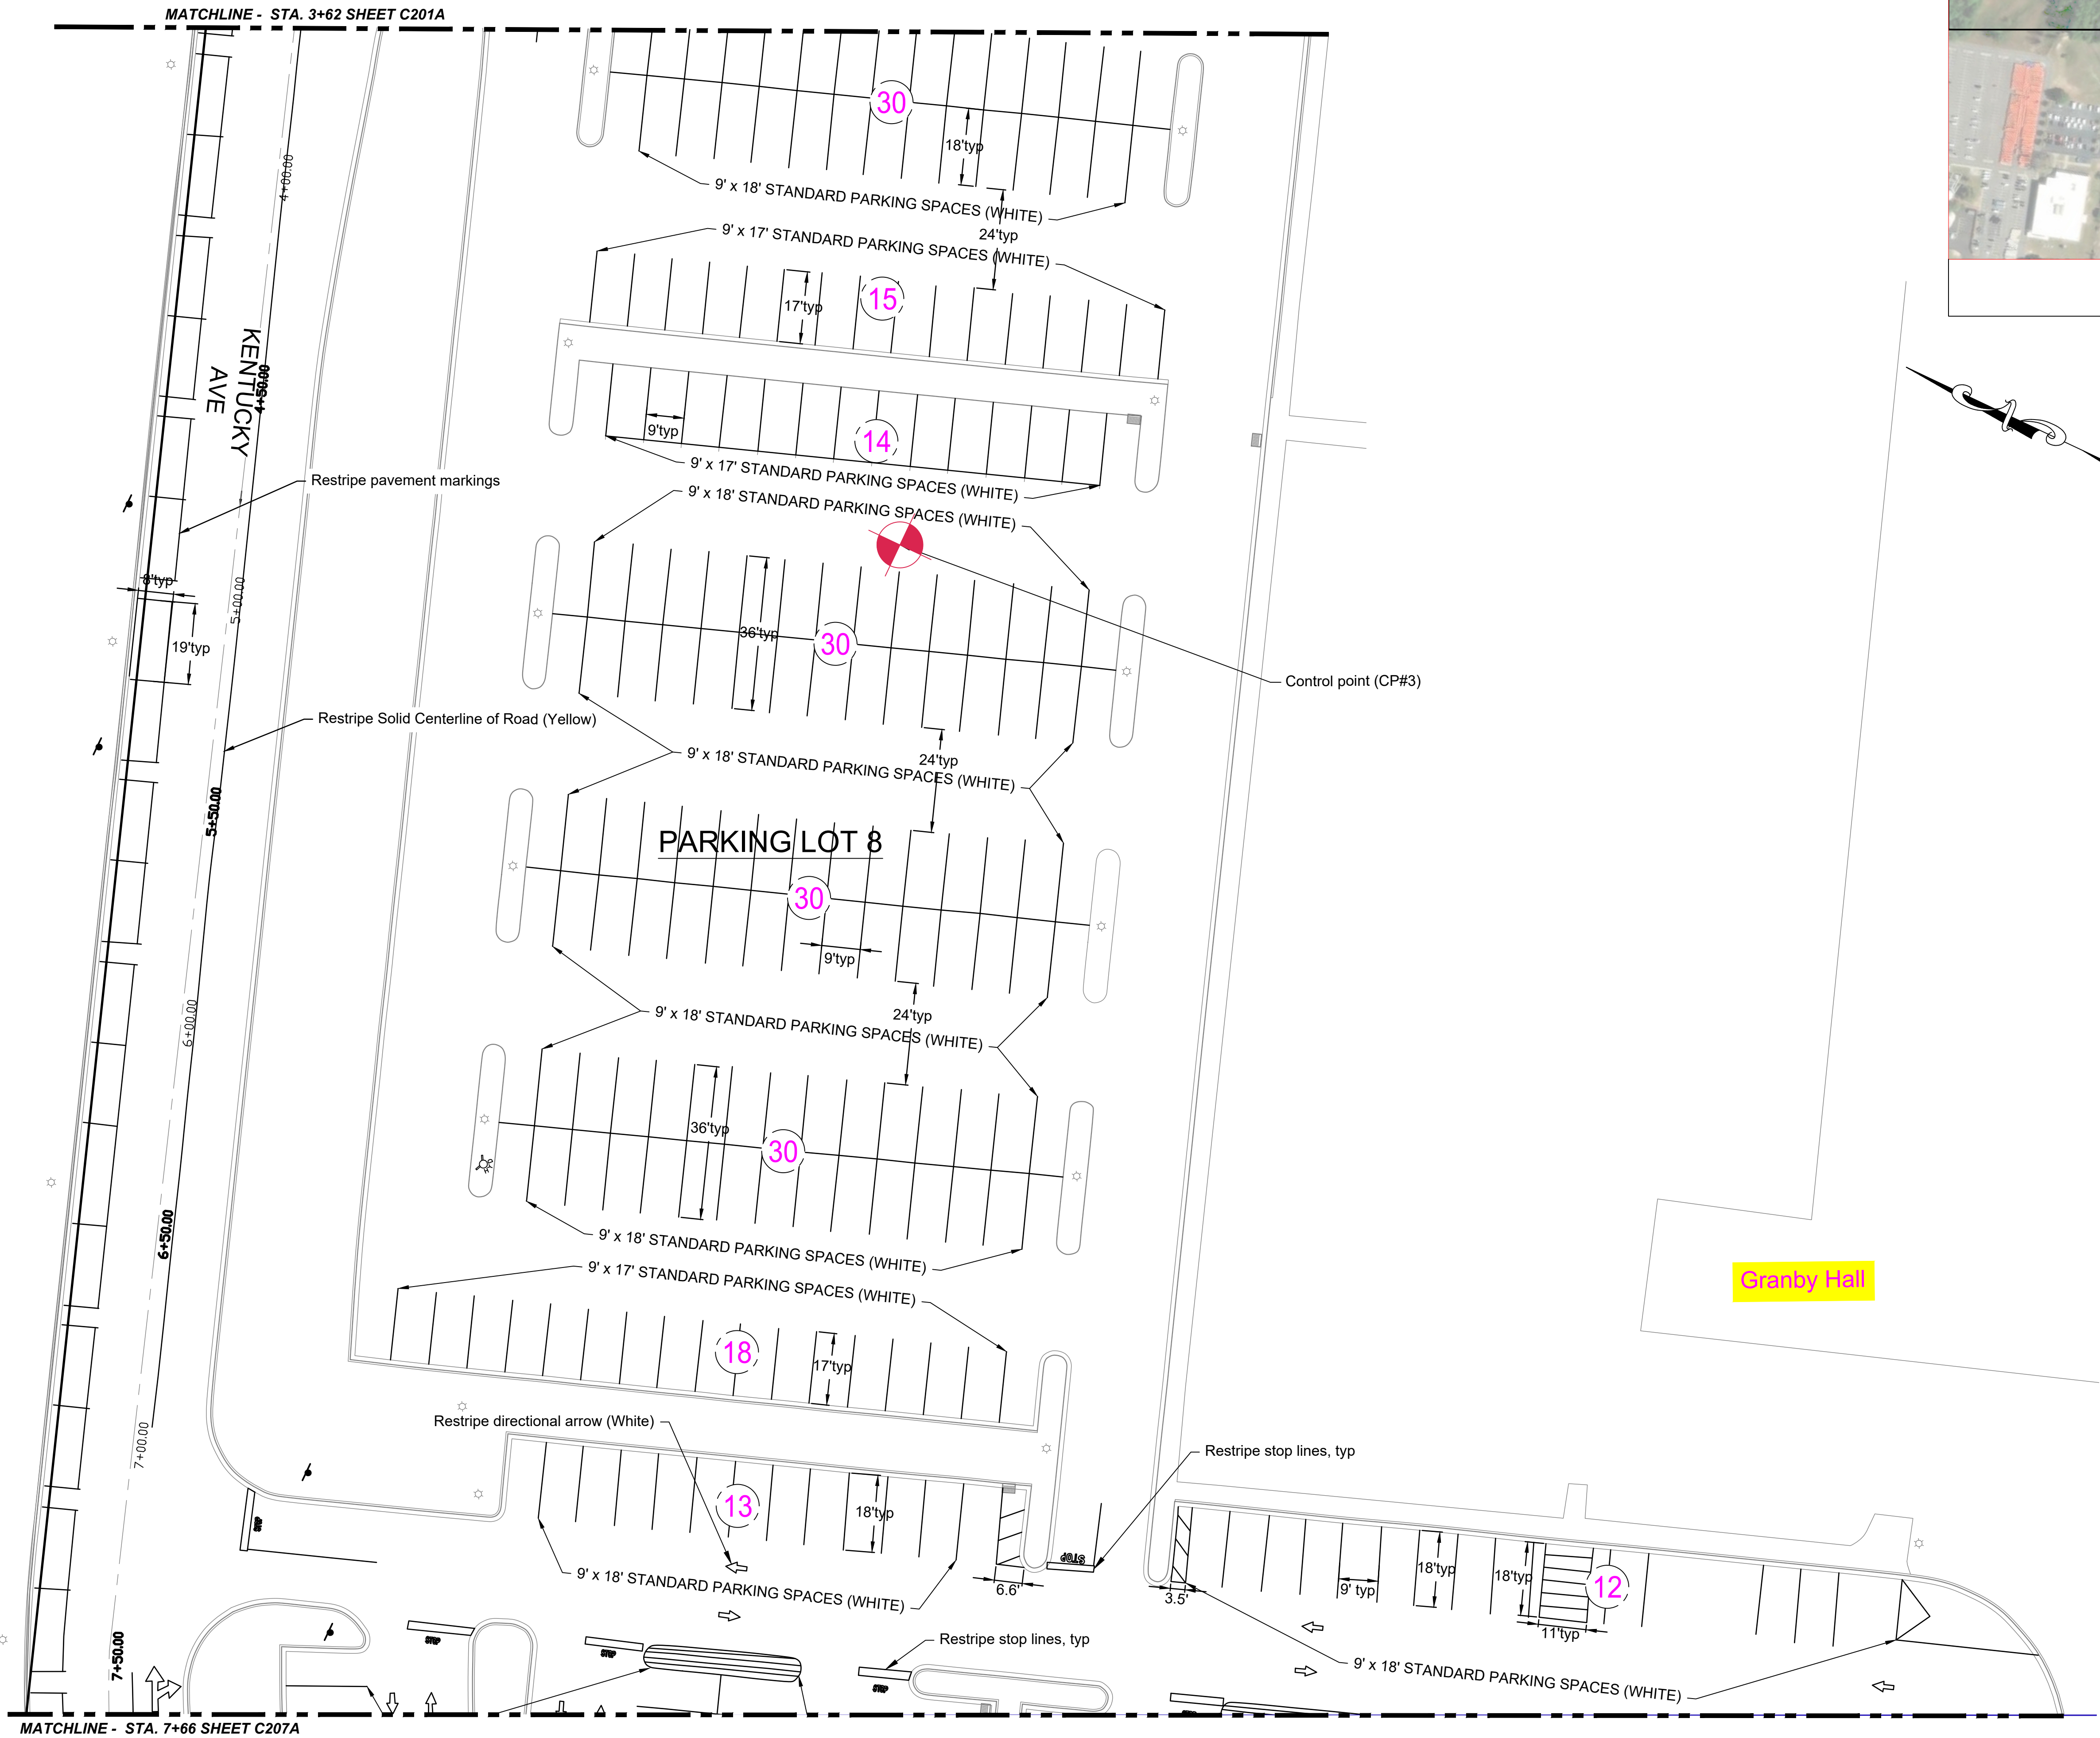 MATCHLINE - STA. 3+62 SHEET C201A
30
18'typ
4+00.00
9' x 18' STANDARD PARKING SPACES (WHITE)
24'typ
9' x 17' STANDARD PARKING SPACES (WHITE)
17'typ
15
KENTUCKY
AVE
4+50.00
9'typ
14
9' x 17' STANDARD PARKING SPACES (WHITE)
Restripe pavement markings
9' x 18' STANDARD PARKING SPACES (WHITE)
8'typ
5+00.00
19'typ
36'typ
30
Control point (CP#3)
Restripe Solid Centerline of Road (Yellow)
24'typ
9' x 18' STANDARD PARKING SPACES (WHITE)
5+50.00
PARKING LOT 8
30
9'typ
6+00.00
24'typ
9' x 18' STANDARD PARKING SPACES (WHITE)
36'typ
30
6+50.00
9' x 18' STANDARD PARKING SPACES (WHITE)
9' x 17' STANDARD PARKING SPACES (WHITE)
Granby Hall
18
17'typ
Restripe directional arrow (White)
7+00.00
Restripe stop lines, typ
13
18'typ
STOP
STOP
9' x 18' STANDARD PARKING SPACES (WHITE)
6.6'
3.5'
9' typ
18'typ
18'typ
12
11'typ
7+50.00
STOP
STOP
Restripe stop lines, typ
STOP
9' x 18' STANDARD PARKING SPACES (WHITE)
MATCHLINE - STA. 7+66 SHEET C207A